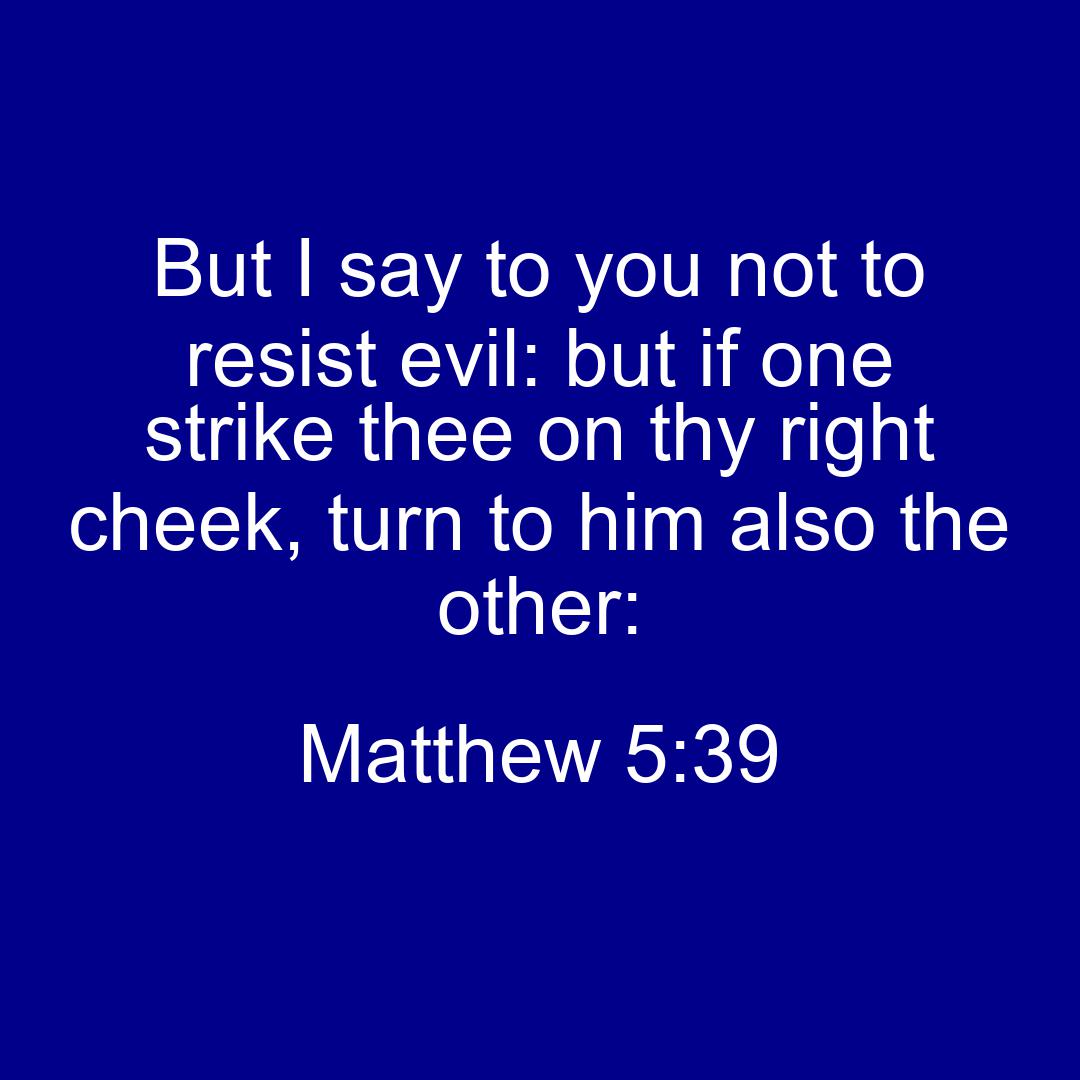 But I say to you not to
resist evil: but if one
strike thee on thy right
cheek, turn to him also the
other:
Matthew 5:39